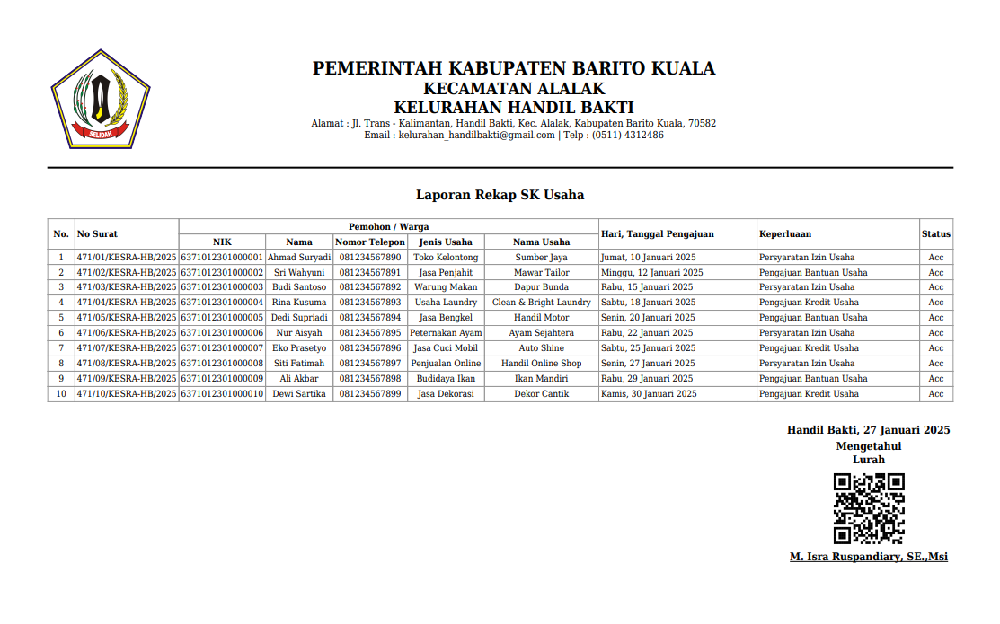 PEMERINTAH KABUPATEN BARITO KUALA
KECAMATAN ALALAK
KELURAHAN HANDIL BAKTI
Alamat : Jl. Trans - Kalimantan, Handil Bakti, Kec. Alalak, Kabupaten Barito Kuala, 70582
Email : kelurahan_handilbakti@gmail.com | Telp : (0511) 4312486
SELIDAH
Laporan Rekap SK Usaha
No. No Surat Pemohon / Warga Hari, Tanggal Pengajuan Keperluaan Status
NIK Nama Nomor Telepon Jenis Usaha Nama Usaha
1 471/01/KESRA-HB/2025 6371012301000001 Ahmad Suryadi 081234567890 Toko Kelontong Sumber Jaya Jumat, 10 Januari 2025 Persyaratan Izin Usaha Acc
2 471/02/KESRA-HB/2025 6371012301000002 Sri Wahyuni 081234567891 Jasa Penjahit Mawar Tailor Minggu, 12 Januari 2025 Pengajuan Bantuan Usaha Acc
3 471/03/KESRA-HB/2025 6371012301000003 Budi Santoso 081234567892 Warung Makan Dapur Bunda Rabu, 15 Januari 2025 Persyaratan Izin Usaha Acc
4 471/04/KESRA-HB/2025 6371012301000004 Rina Kusuma 081234567893 Usaha Laundry Clean & Bright Laundry Sabtu, 18 Januari 2025 Pengajuan Kredit Usaha Acc
5 471/05/KESRA-HB/2025 6371012301000005 Dedi Supriadi 081234567894 Jasa Bengkel Handil Motor Senin, 20 Januari 2025 Pengajuan Bantuan Usaha Acc
6 471/06/KESRA-HB/2025 6371012301000006 Nur Aisyah 081234567895 Peternakan Ayam Ayam Sejahtera Rabu, 22 Januari 2025 Persyaratan Izin Usaha Acc
7 471/07/KESRA-HB/2025 6371012301000007 Eko Prasetyo 081234567896 Jasa Cuci Mobil Auto Shine Sabtu, 25 Januari 2025 Pengajuan Kredit Usaha Acc
8 471/08/KESRA-HB/2025 6371012301000008 Siti Fatimah 081234567897 Penjualan Online Handil Online Shop Senin, 27 Januari 2025 Persyaratan Izin Usaha Acc
9 471/09/KESRA-HB/2025 6371012301000009 Ali Akbar 081234567898 Budidaya Ikan Ikan Mandiri Rabu, 29 Januari 2025 Pengajuan Bantuan Usaha Acc
10 471/10/KESRA-HB/2025 6371012301000010 Dewi Sartika 081234567899 Jasa Dekorasi Dekor Cantik Kamis, 30 Januari 2025 Pengajuan Kredit Usaha Acc
Handil Bakti, 27 Januari 2025
Mengetahui
Lurah
M. Isra Ruspandiary, SE.,Msi